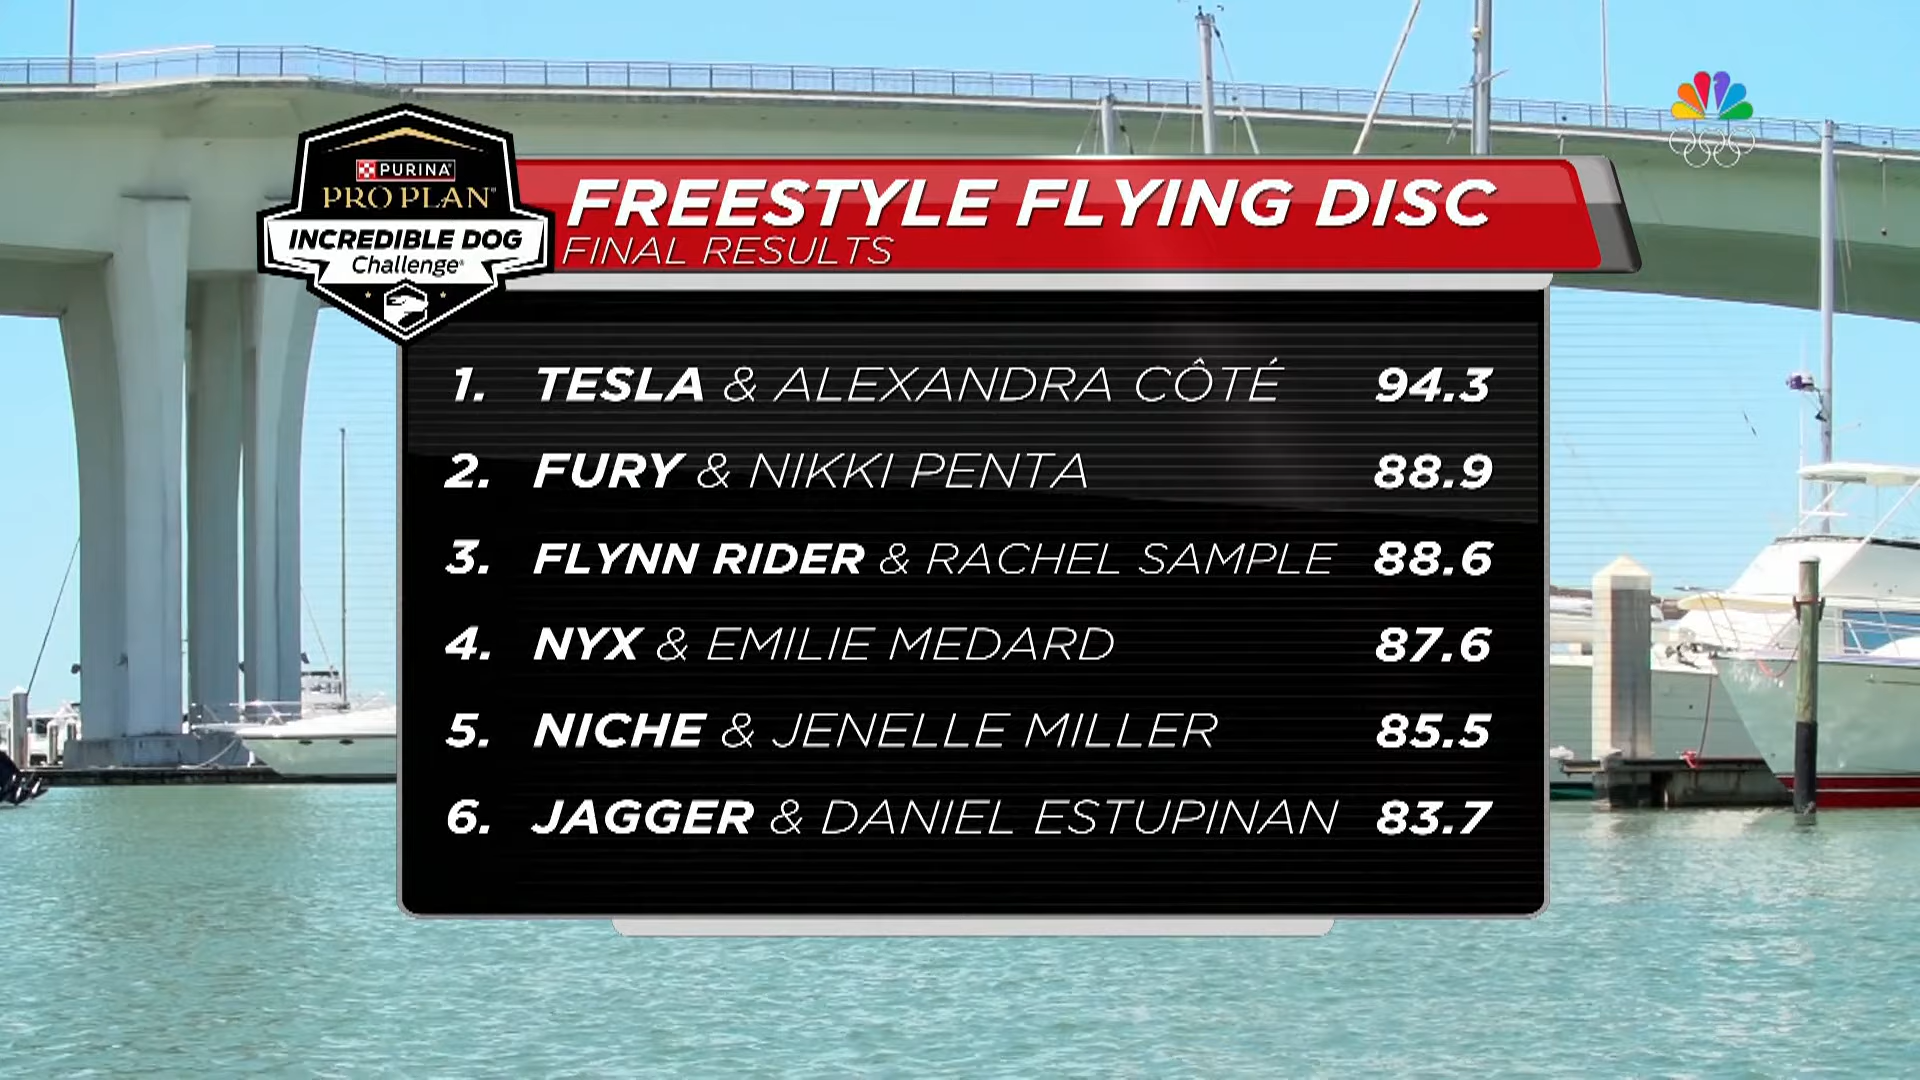 PURINA
PRO PLAN
INCREDIBLE DOG
Challenge
FREESTYLE FLYING DISC
FINAL RESULTS
1. TESLA & ALEXANDRA CÔTÉ 94.3
2. FURY & NIKKI PENTA 88.9
3. FLYNN RIDER & RACHEL SAMPLE 88.6
4. NYX & EMILIE MEDARD 87.6
5. NICHE & JENELLE MILLER 85.5
6. JAGGER & DANIEL ESTUPINAN 83.7